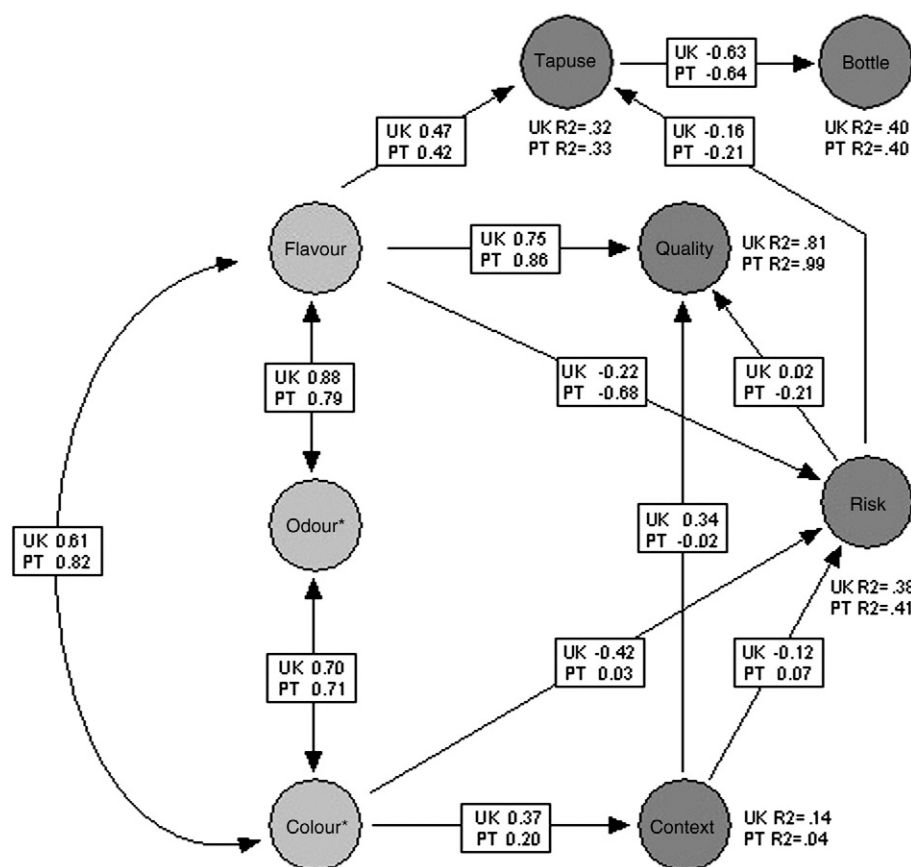 Tapuse
UK -0.63
PT -0.64
Bottle
UK 0.47
PT 0.42
UK R2=.32
PT R2=.33
UK -0.16
PT -0.21
UK R2=.40
PT R2=.40
Flavour
UK 0.75
PT 0.86
Quality
UK R2=.81
PT R2=.99
UK 0.88
PT 0.79
UK -0.22
PT -0.68
UK 0.02
PT -0.21
Odour*
Risk
UK 0.61
PT 0.82
UK 0.34
PT -0.02
UK R2=.38
PT R2=.41
UK 0.70
PT 0.71
UK -0.42
PT 0.03
UK -0.12
PT 0.07
Colour*
UK 0.37
PT 0.20
Context
UK R2=.14
PT R2=.04